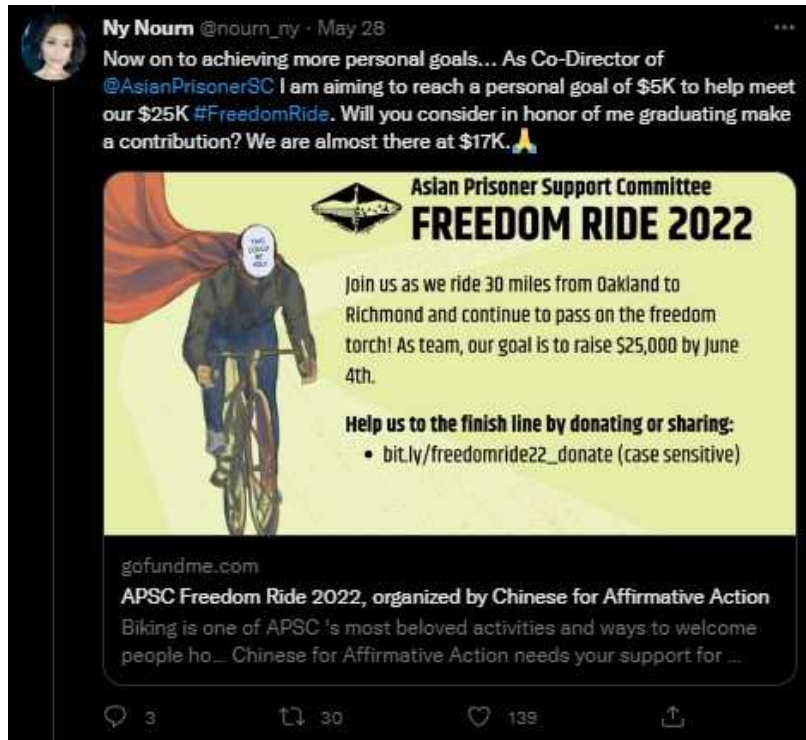 Ny Nourn @nourn_ny · May 28
Now on to achieving more personal goals... As Co-Director of
@AsianPrisonerSC I am aiming to reach a personal goal of $5K to help meet
our $25K #FreedomRide. Will you consider in honor of me graduating make
a contribution? We are almost there at $17K.🙏
Asian Prisoner Support Committee
FREEDOM RIDE 2022
THIS
COULD
BE
YOU!
Join us as we ride 30 miles from Oakland to
Richmond and continue to pass on the freedom
torch! As team, our goal is to raise $25,000 by June
4th.
Help us to the finish line by donating or sharing:
• bit.ly/freedomride22_donate (case sensitive)
gofundme.com
APSC Freedom Ride 2022, organized by Chinese for Affirmative Action
Biking is one of APSC 's most beloved activities and ways to welcome
people ho... Chinese for Affirmative Action needs your support for ...
3 30 139